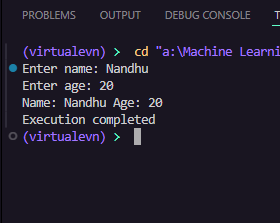 PROBLEMS OUTPUT DEBUG CONSOLE
(virtualevn) > cd "a:\Machine Learni
Enter name: Nandhu
Enter age: 20
Name: Nandhu Age: 20
Execution completed
(virtualevn) >